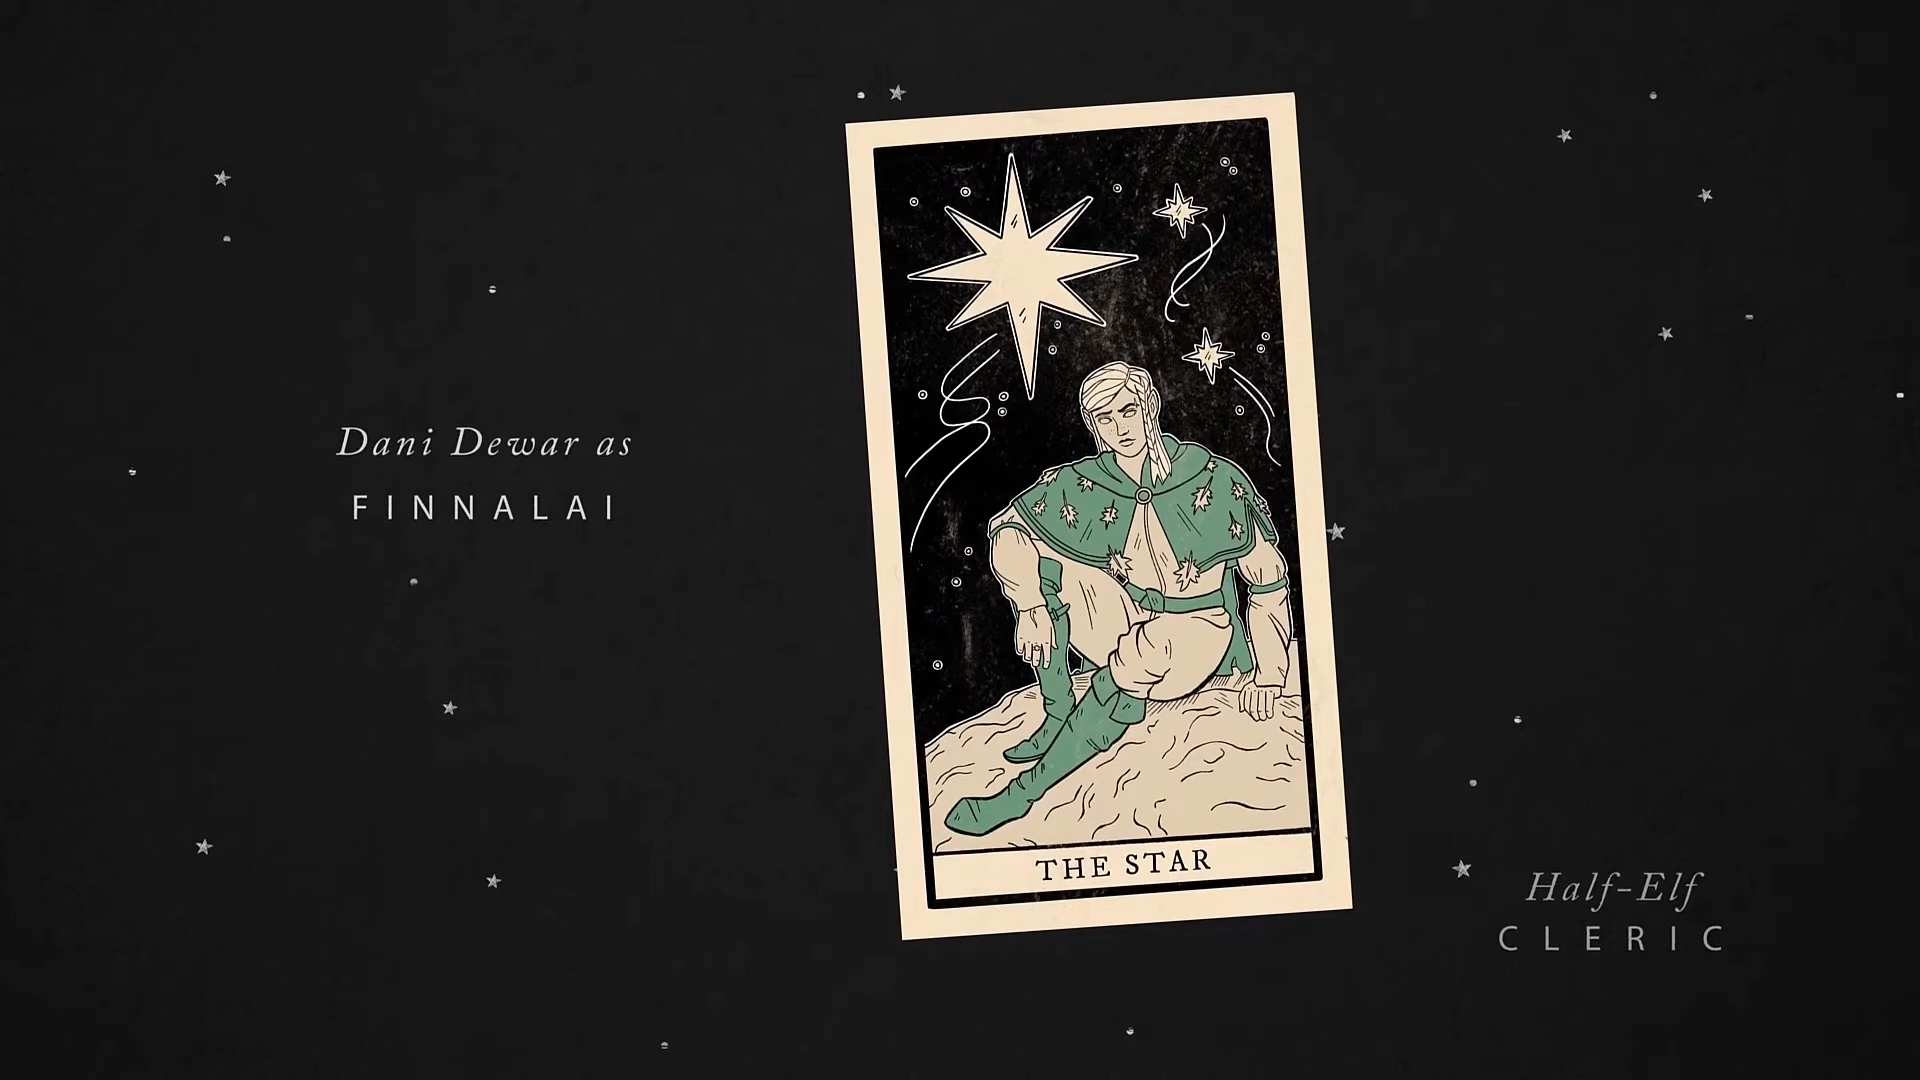 Dani Dewar as
FINNALAI
THE STAR
Half-Elf
CLERIC